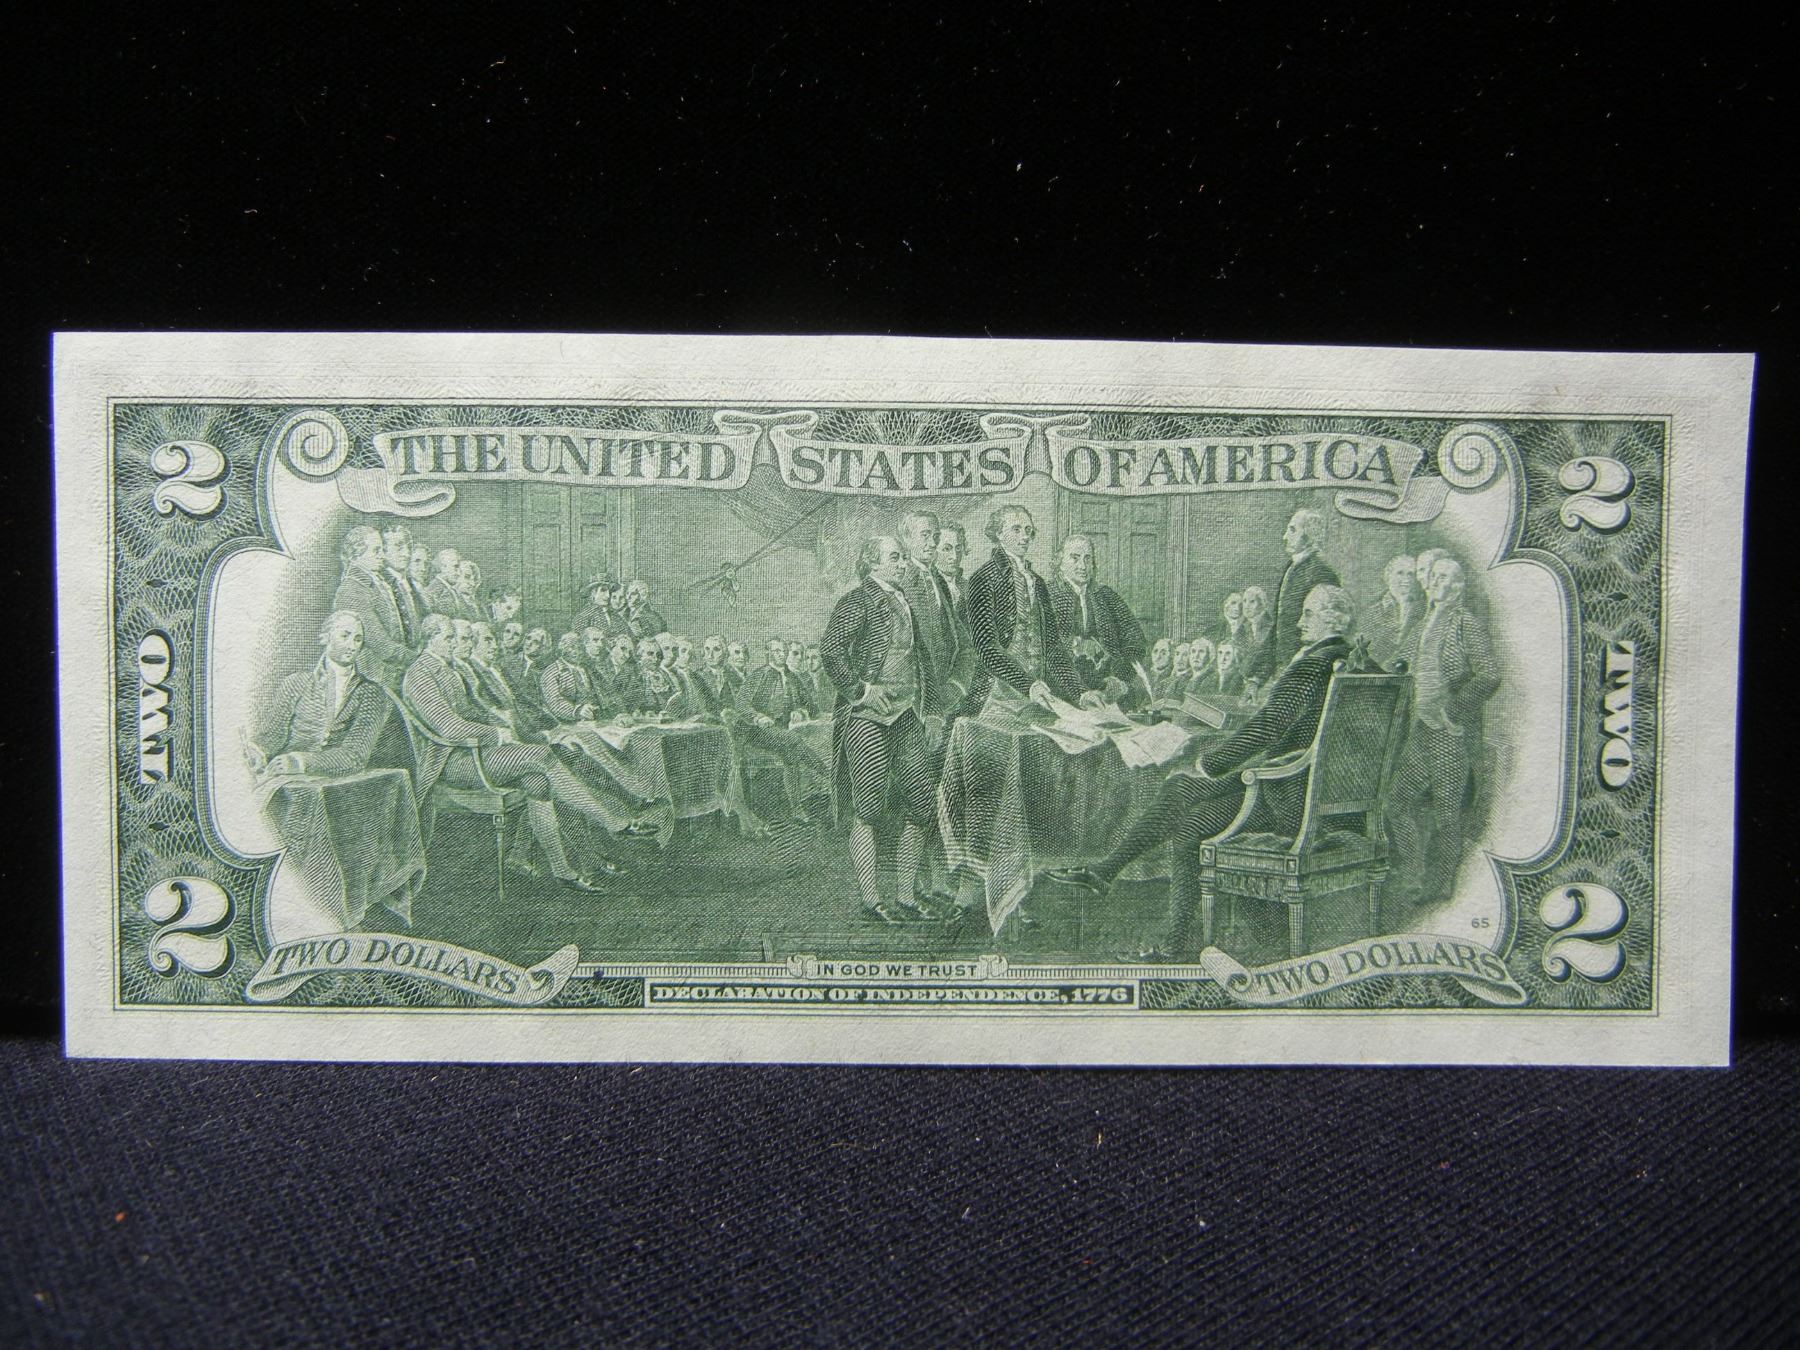 THE UNITED STATES OF AMERICA
2 2
TWO TWO
65
2 2
TWO DOLLARS IN GOD WE TRUST TWO DOLLARS
DECLARATION OF INDEPENDENCE, 1776